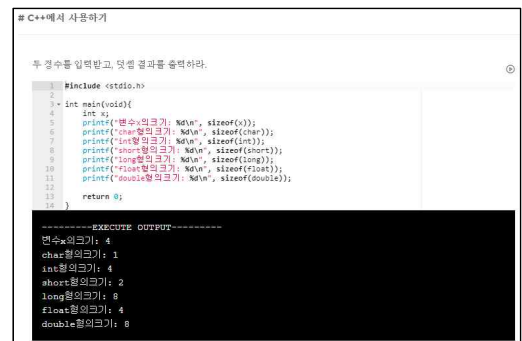 # C++에서 사용하기
두 정수를 입력받고, 덧셈 결과를 출력하라.
1 #include <stdio.h>
2
3 int main(void){
4 int x;
5 printf("변수x의크기: %d\n", sizeof(x));
6 printf("char형의크기: %d\n", sizeof(char));
7 printf("int형의크기: %d\n", sizeof(int));
8 printf("short형의크기: %d\n", sizeof(short));
9 printf("long형의크기: %d\n", sizeof(long));
10 printf("float형의크기: %d\n", sizeof(float));
11 printf("double형의크기: %d\n", sizeof(double));
12
13 return 0;
14 }
---------EXECUTE OUTPUT---------
변수x의크기: 4
char형의크기: 1
int형의크기: 4
short형의크기: 2
long형의크기: 8
float형의크기: 4
double형의크기: 8